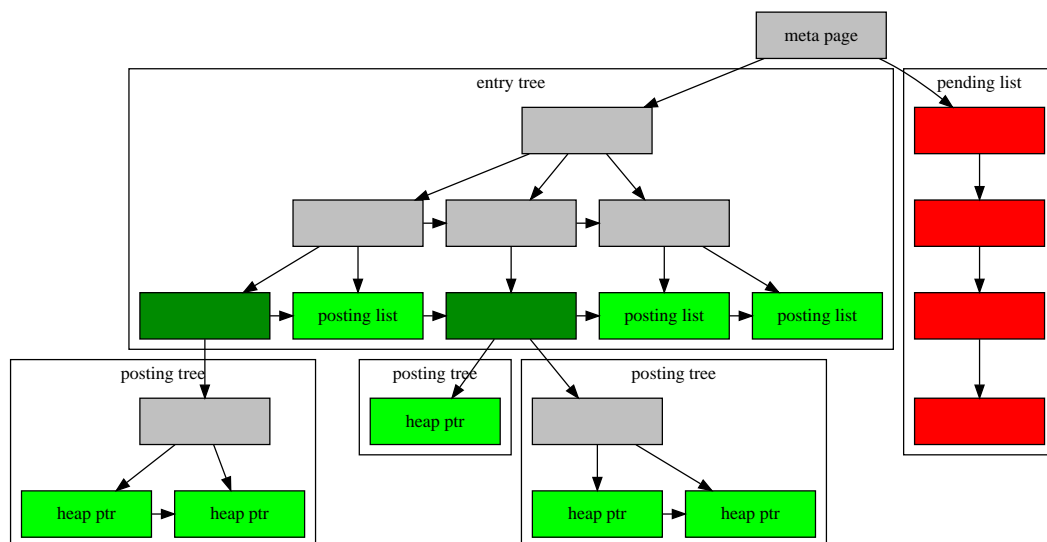 meta page
entry tree
pending list
posting list
posting list
posting list
posting tree
posting tree
posting tree
heap ptr
heap ptr
heap ptr
heap ptr
heap ptr